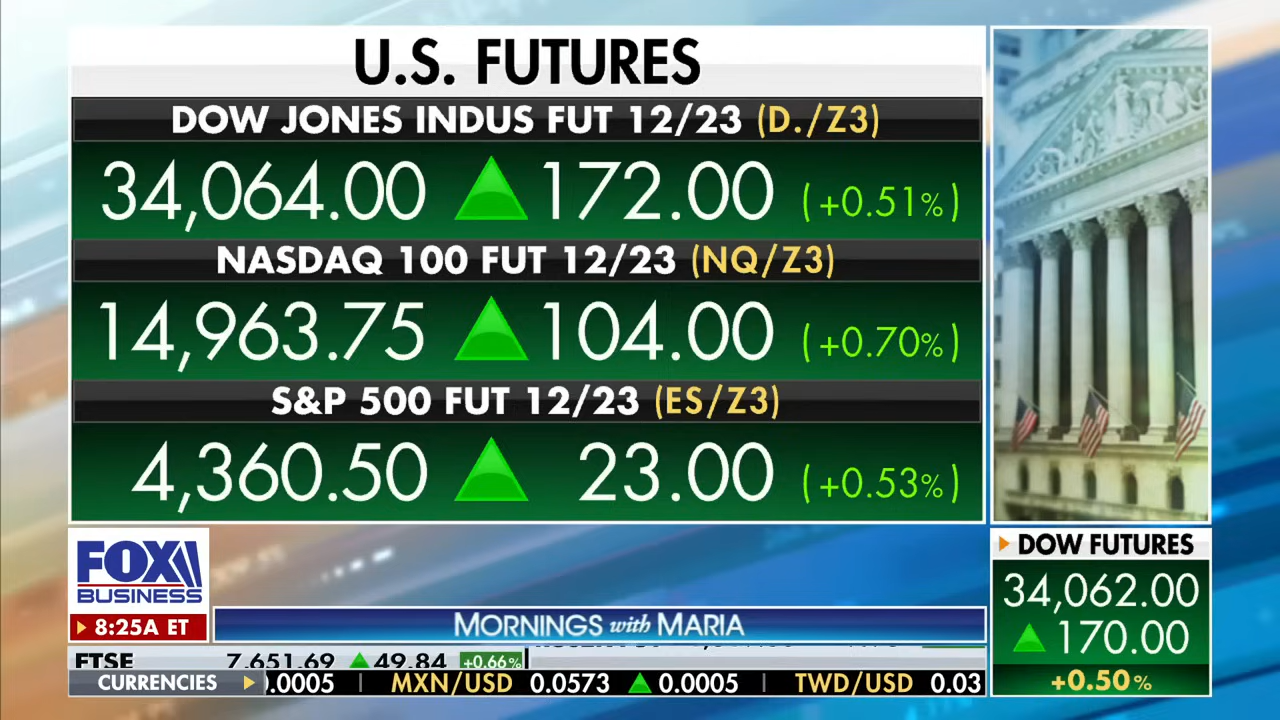 U.S. FUTURES
DOW JONES INDUS FUT 12/23 (D./Z3)
34,064.00 ▲ 172.00 (+0.51%)
NASDAQ 100 FUT 12/23 (NQ/Z3)
14,963.75 ▲ 104.00 (+0.70%)
S&P 500 FUT 12/23 (ES/Z3)
4,360.50 ▲ 23.00 (+0.53%)
FOX
BUSINESS
8:25A ET
MORNINGS with MARIA
DOW FUTURES
34,062.00
▲ 170.00
+0.50%
FTSE 7,651.69 ▲ 49.84 +0.66%
CURRENCIES .0005 | MXN/USD 0.0573 ▲ 0.0005 | TWD/USD 0.03